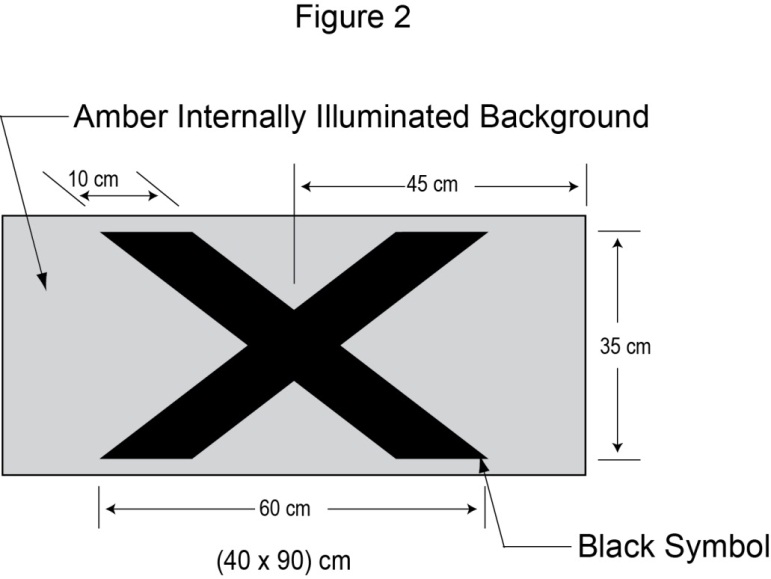 Figure 2
Amber Internally Illuminated Background
10 cm
45 cm
35 cm
60 cm
Black Symbol
(40 x 90) cm